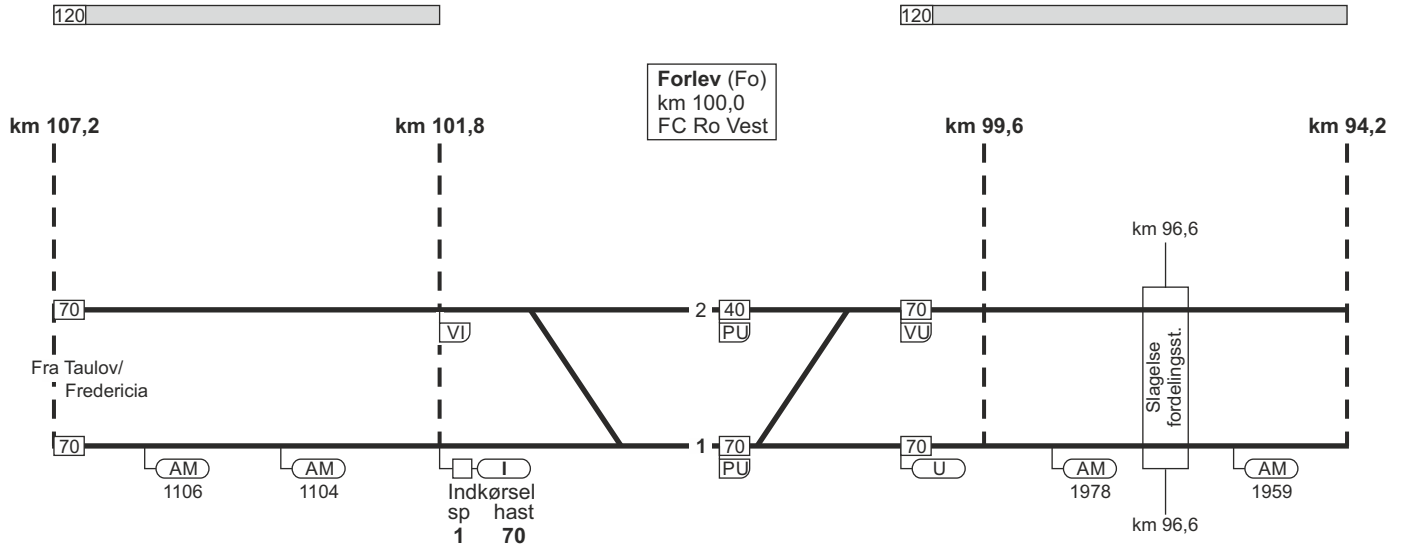 120
120
Forlev (Fo)
km 100,0
FC Ro Vest
km 107,2
km 101,8
km 99,6
km 94,2
km 96,6
70
2
40
70
VI
PU
VU
Fra Taulov/
Fredericia
Slagelse
fordelingsst.
70
1
70
70
AM
AM
I
PU
U
AM
AM
1106
1104
Indkørsel
1978
1959
sp hast
1 70
km 96,6